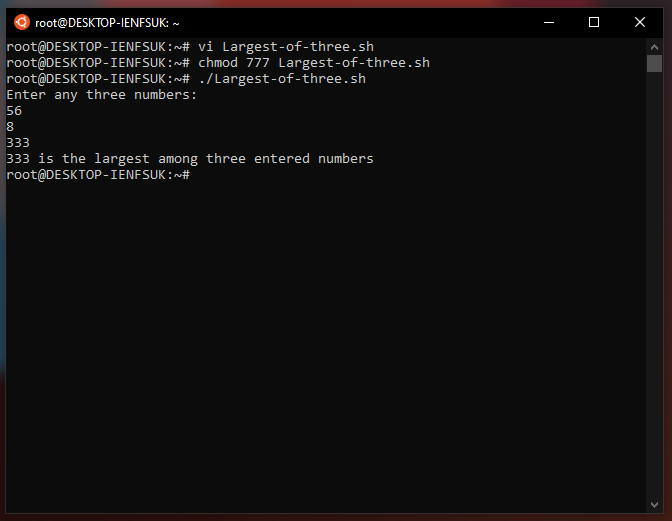 root@DESKTOP-IENFSUK: ~
root@DESKTOP-IENFSUK:~# vi Largest-of-three.sh
root@DESKTOP-IENFSUK:~# chmod 777 Largest-of-three.sh
root@DESKTOP-IENFSUK:~# ./Largest-of-three.sh
Enter any three numbers:
56
8
333
333 is the largest among three entered numbers
root@DESKTOP-IENFSUK:~#